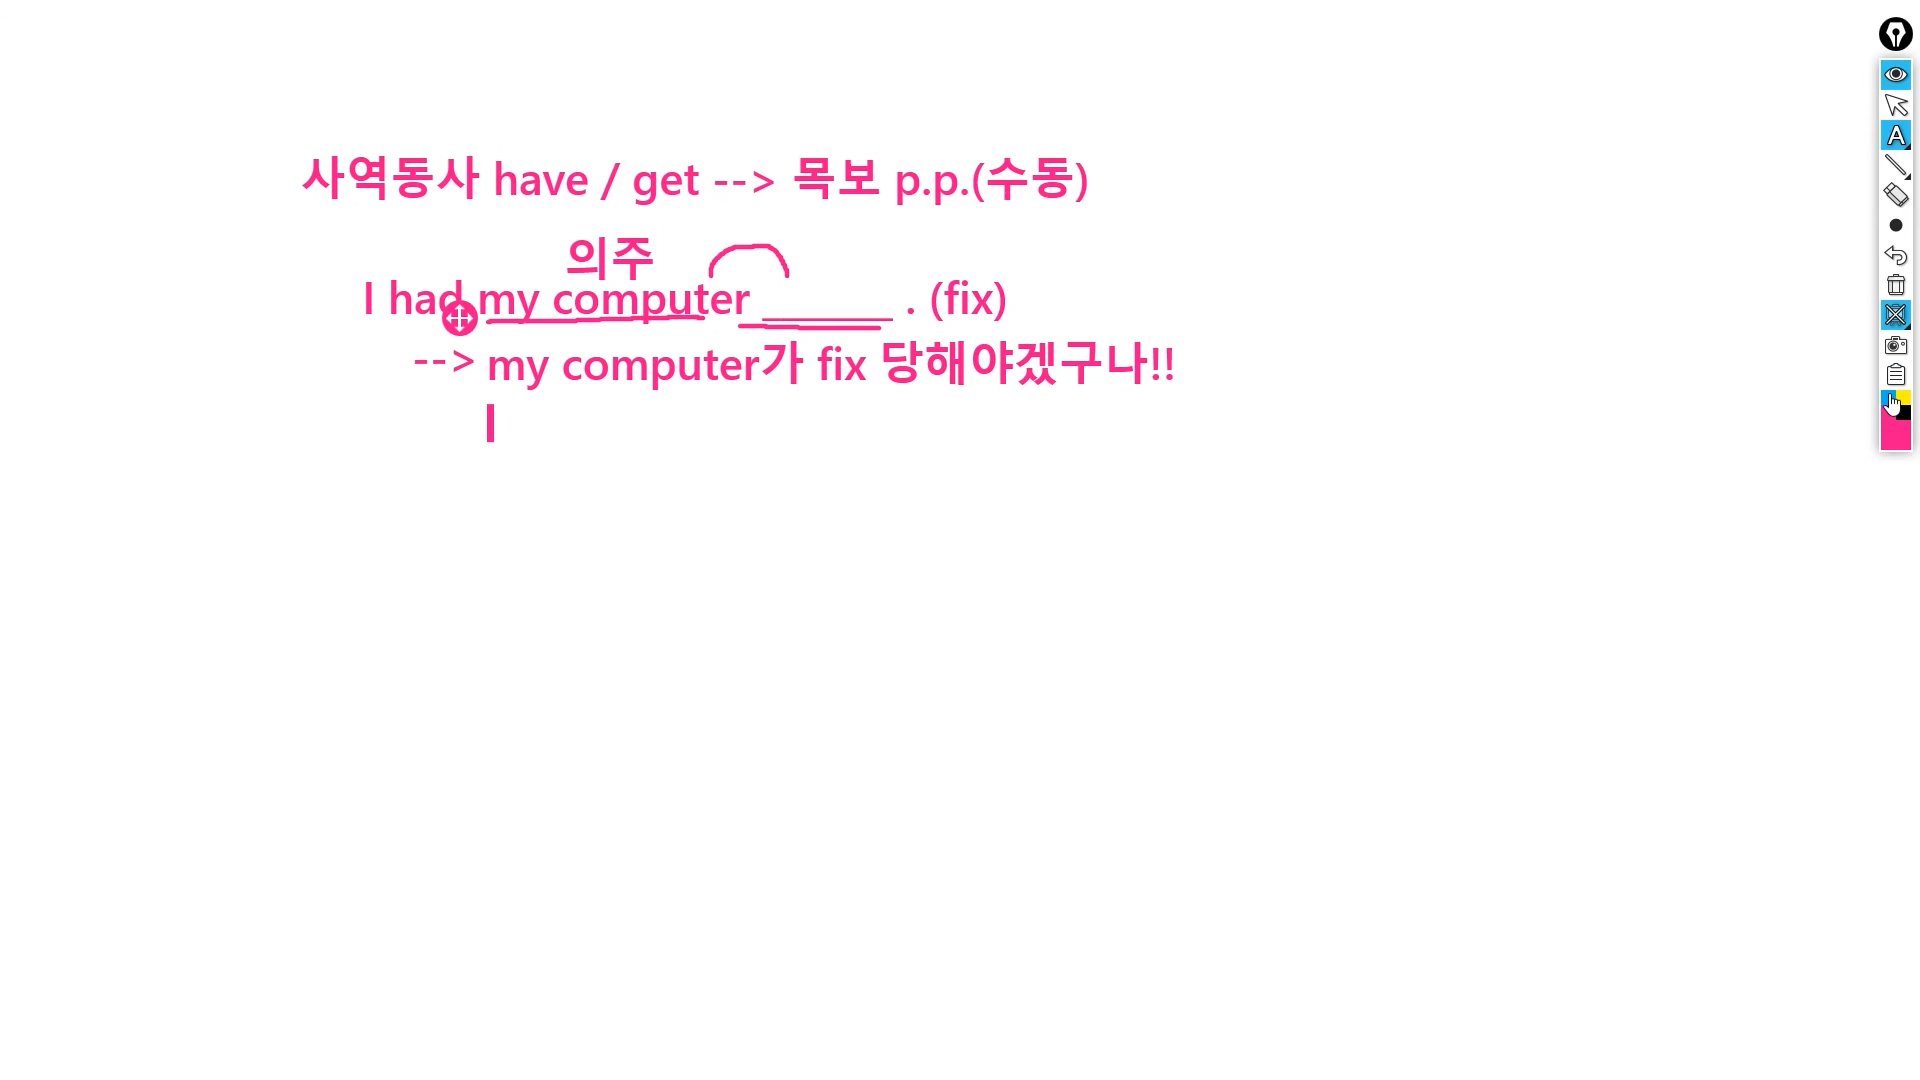 사역동사 have / get --> 목보 p.p.(수동)
의주
I had my computer ________ . (fix)
--> my computer가 fix 당해야겠구나!!